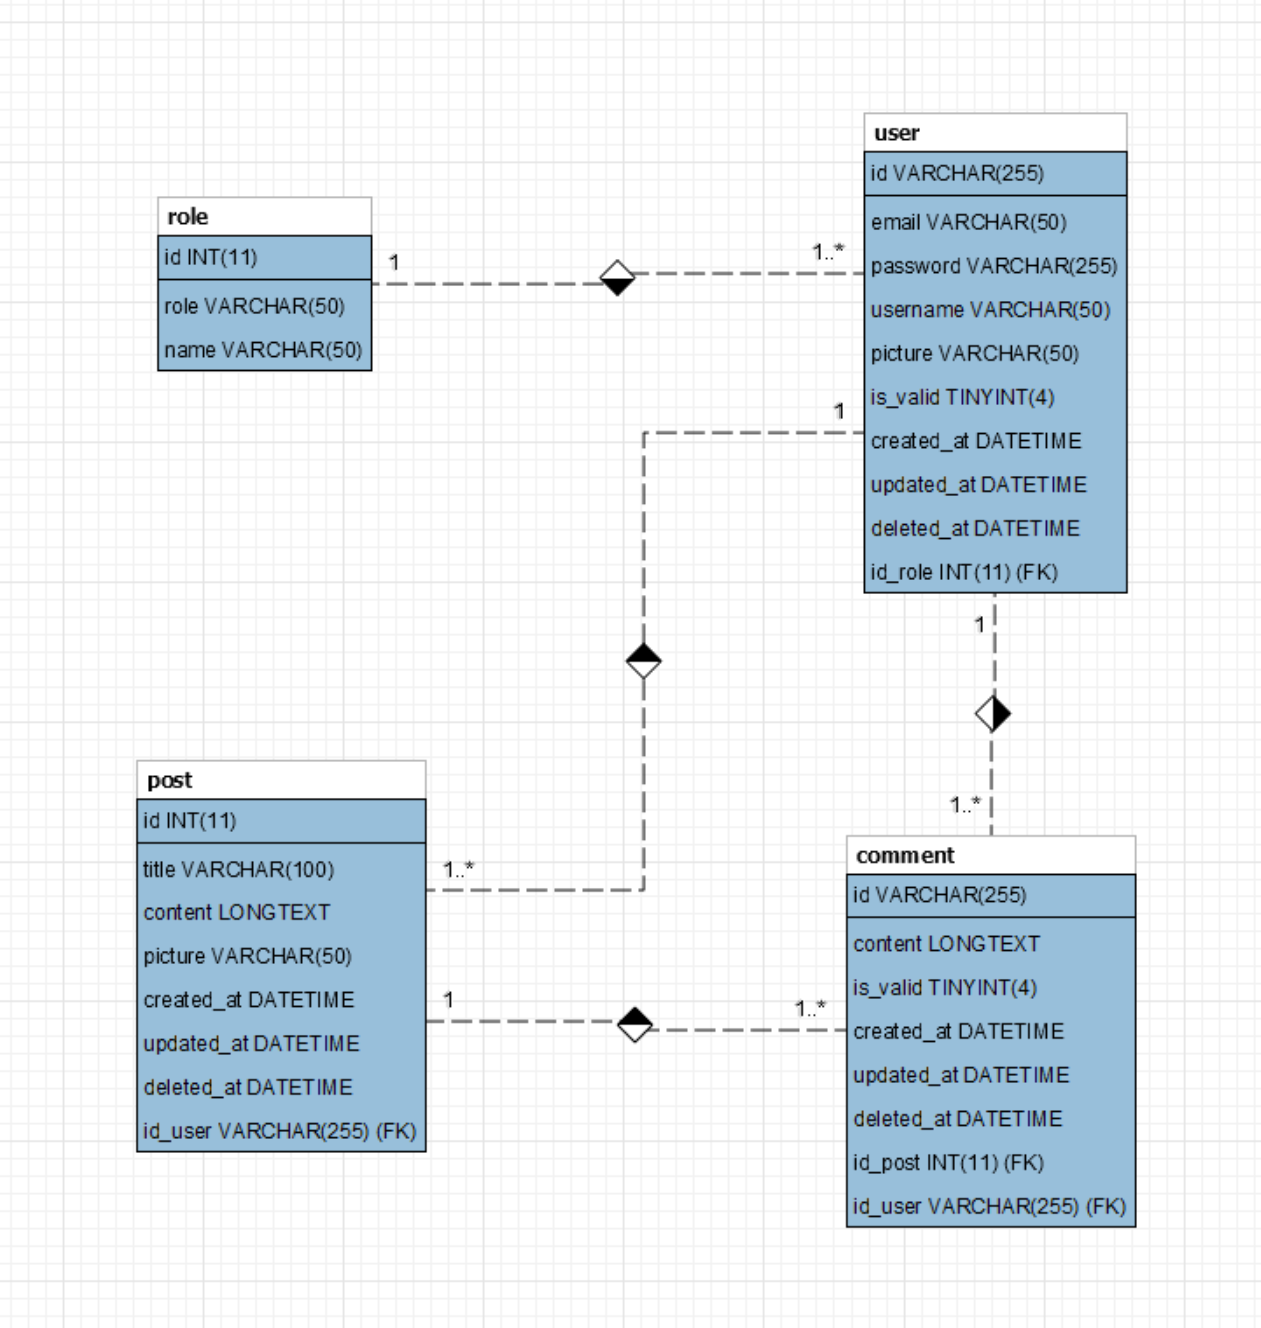 user
id VARCHAR(255)
email VARCHAR(50)
password VARCHAR(255)
username VARCHAR(50)
picture VARCHAR(50)
is_valid TINYINT(4)
created_at DATETIME
updated_at DATETIME
deleted_at DATETIME
id_role INT(11) (FK)
role
id INT(11)
role VARCHAR(50)
name VARCHAR(50)
1
1..*
1
1
1..*
post
id INT(11)
title VARCHAR(100)
content LONGTEXT
picture VARCHAR(50)
created_at DATETIME
updated_at DATETIME
deleted_at DATETIME
id_user VARCHAR(255) (FK)
1..*
1
1..*
comment
id VARCHAR(255)
content LONGTEXT
is_valid TINYINT(4)
created_at DATETIME
updated_at DATETIME
deleted_at DATETIME
id_post INT(11) (FK)
id_user VARCHAR(255) (FK)